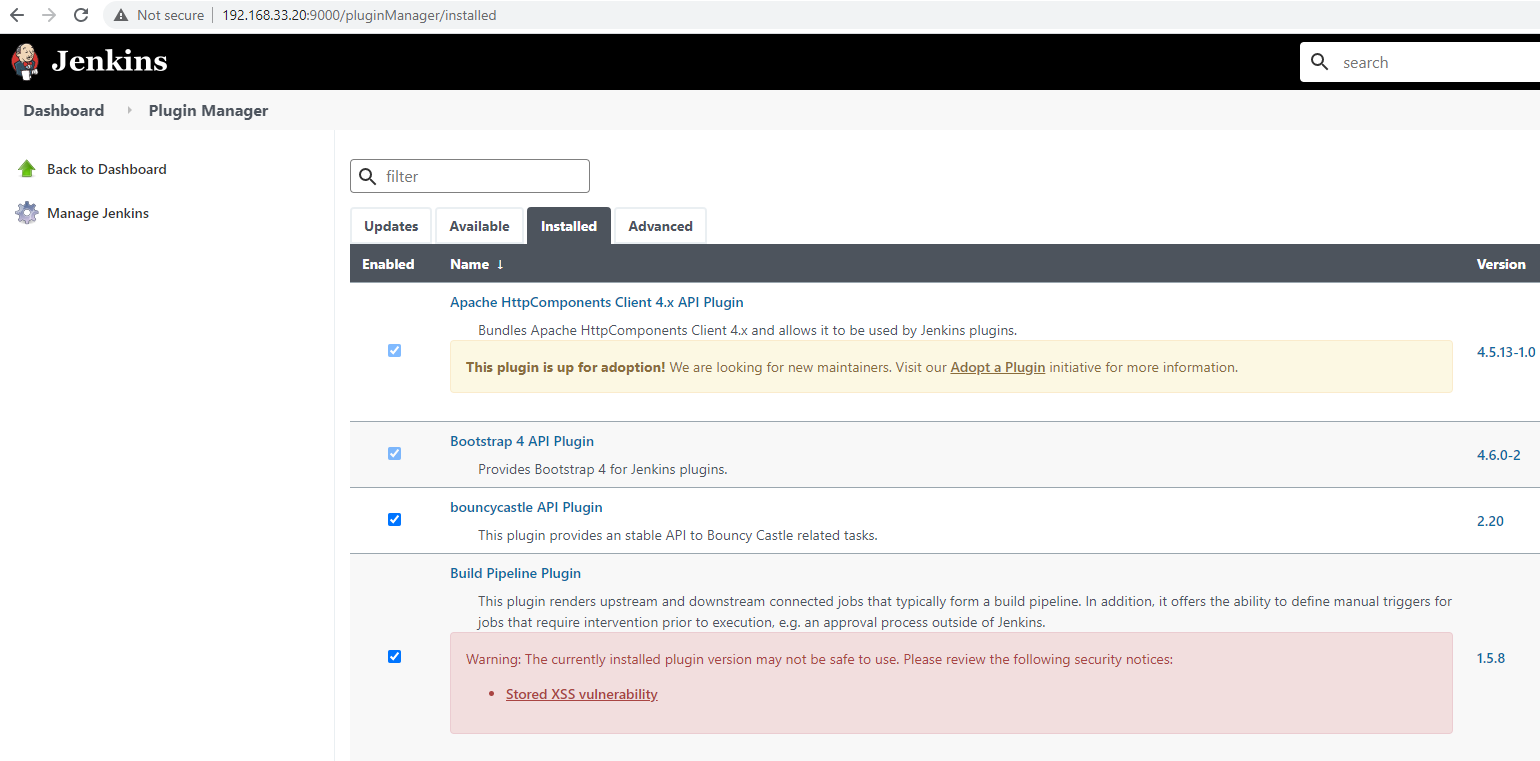 Not secure
192.168.33.20:9000/pluginManager/installed
Jenkins
search
Dashboard
Plugin Manager
Back to Dashboard
Manage Jenkins
filter
Updates Available Installed Advanced
Enabled Name ↓ Version
Apache HttpComponents Client 4.x API Plugin
Bundles Apache HttpComponents Client 4.x and allows it to be used by Jenkins plugins.
This plugin is up for adoption! We are looking for new maintainers. Visit our Adopt a Plugin initiative for more information.
4.5.13-1.0
Bootstrap 4 API Plugin
Provides Bootstrap 4 for Jenkins plugins.
4.6.0-2
bouncycastle API Plugin
This plugin provides an stable API to Bouncy Castle related tasks.
2.20
Build Pipeline Plugin
This plugin renders upstream and downstream connected jobs that typically form a build pipeline. In addition, it offers the ability to define manual triggers for
jobs that require intervention prior to execution, e.g. an approval process outside of Jenkins.
Warning: The currently installed plugin version may not be safe to use. Please review the following security notices:
• Stored XSS vulnerability
1.5.8